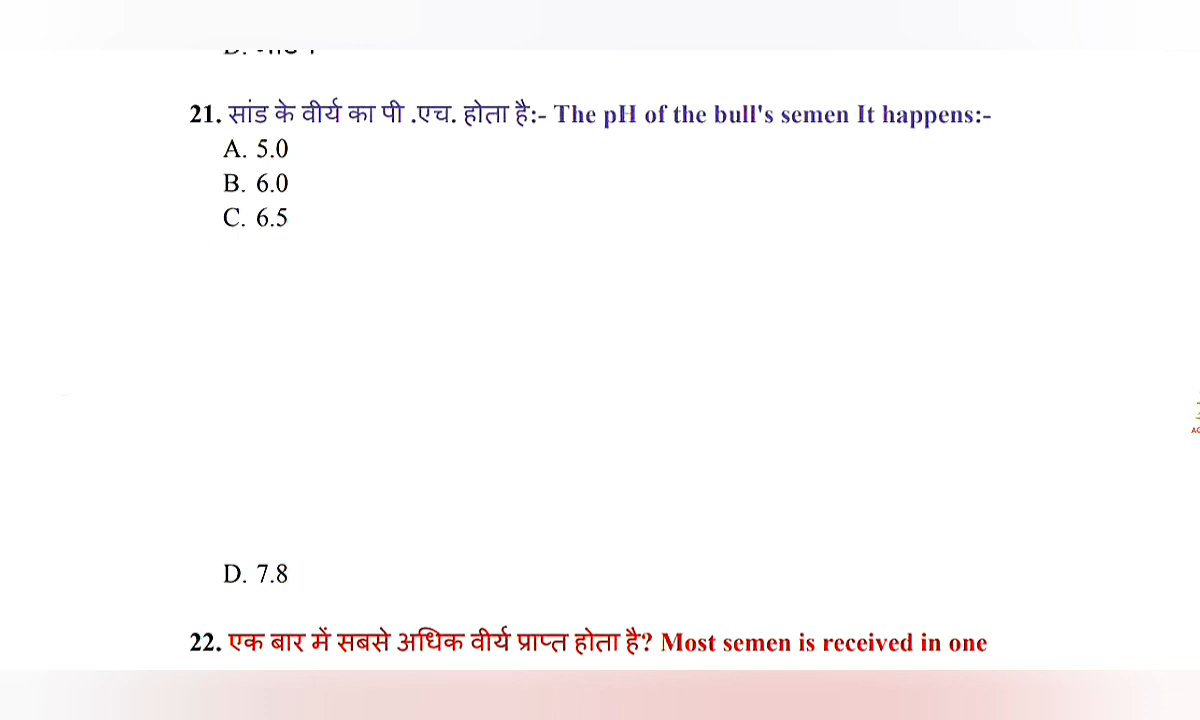 21. सांड के वीर्य का पी .एच. होता है:- The pH of the bull's semen It happens:-
A. 5.0
B. 6.0
C. 6.5
D. 7.8
22. एक बार में सबसे अधिक वीर्य प्राप्त होता है? Most semen is received in one